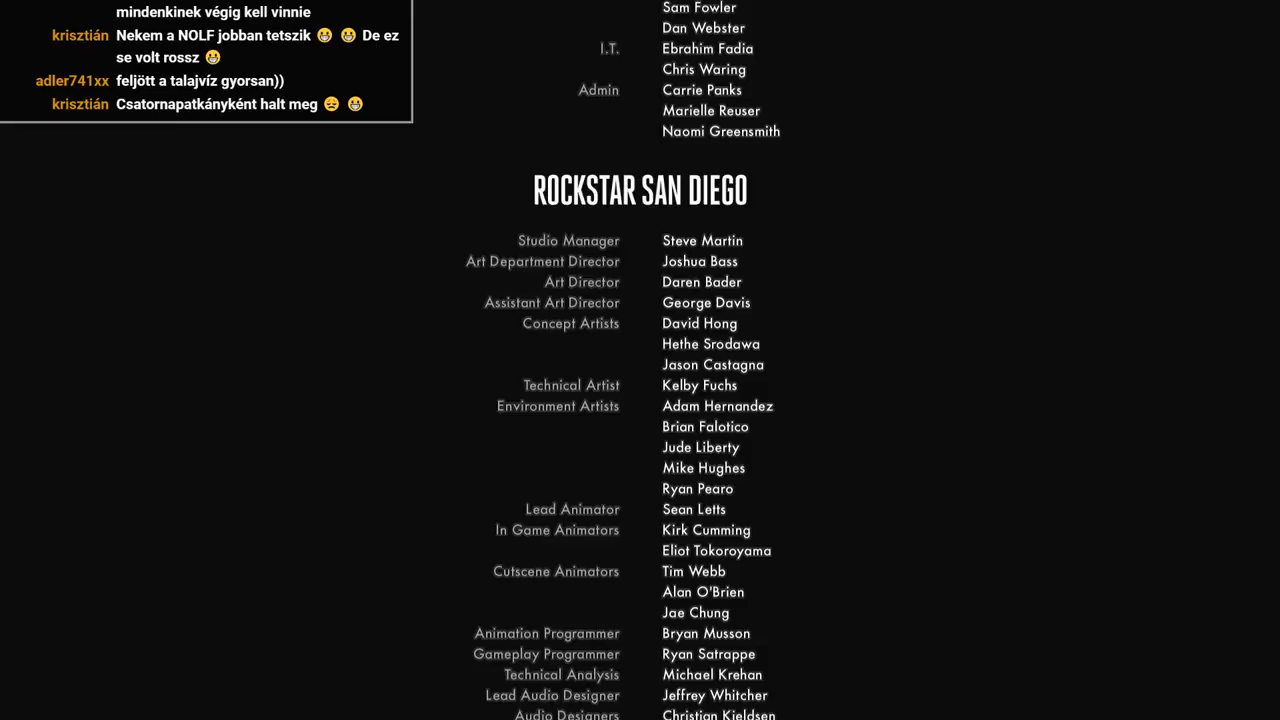 mindenkinek végig kell vinnie
krisztián Nekem a NOLF jobban tetszik 😀 😀 De ez
se volt rossz 😀
adler741xx feljött a talajvíz gyorsan))
krisztián Csatornapatkányként halt meg 😞 😀
Sam Fowler
Dan Webster
I.T. Ebrahim Fadia
Chris Waring
Admin Carrie Panks
Marielle Reuser
Naomi Greensmith
ROCKSTAR SAN DIEGO
Studio Manager Steve Martin
Art Department Director Joshua Bass
Art Director Daren Bader
Assistant Art Director George Davis
Concept Artists David Hong
Hethe Srodawa
Jason Castagna
Technical Artist Kelby Fuchs
Environment Artists Adam Hernandez
Brian Falotico
Jude Liberty
Mike Hughes
Ryan Pearo
Lead Animator Sean Letts
In Game Animators Kirk Cumming
Eliot Tokoroyama
Cutscene Animators Tim Webb
Alan O'Brien
Jae Chung
Animation Programmer Bryan Musson
Gameplay Programmer Ryan Satrappe
Technical Analysis Michael Krehan
Lead Audio Designer Jeffrey Whitcher
Audio Designers Christian Kjeldsen